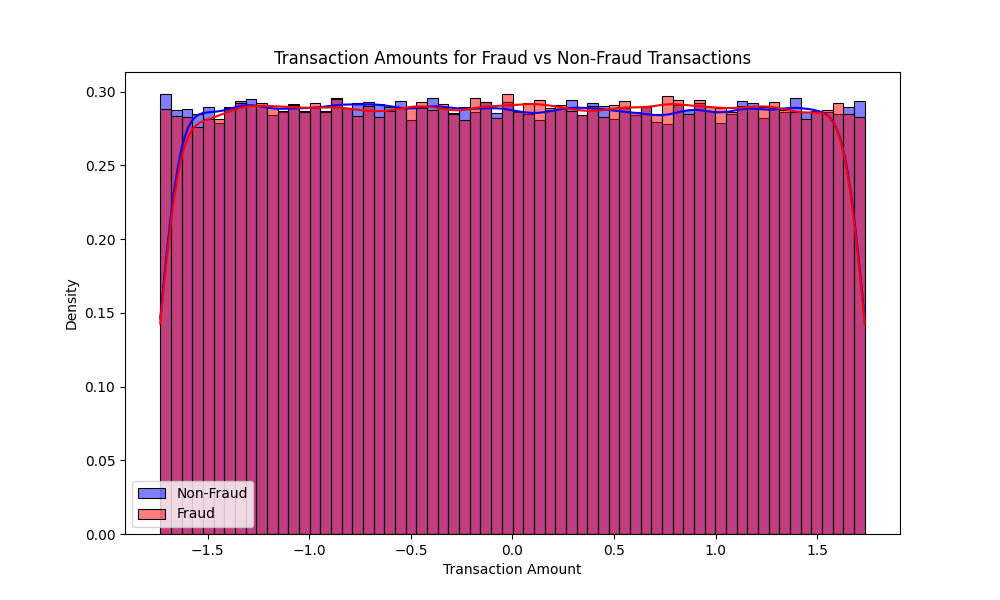 Transaction Amounts for Fraud vs Non-Fraud Transactions
0.30
0.25
0.20
0.15
0.10
0.05
0.00
Density
Non-Fraud
Fraud
−1.5
−1.0
−0.5
0.0
0.5
1.0
1.5
Transaction Amount